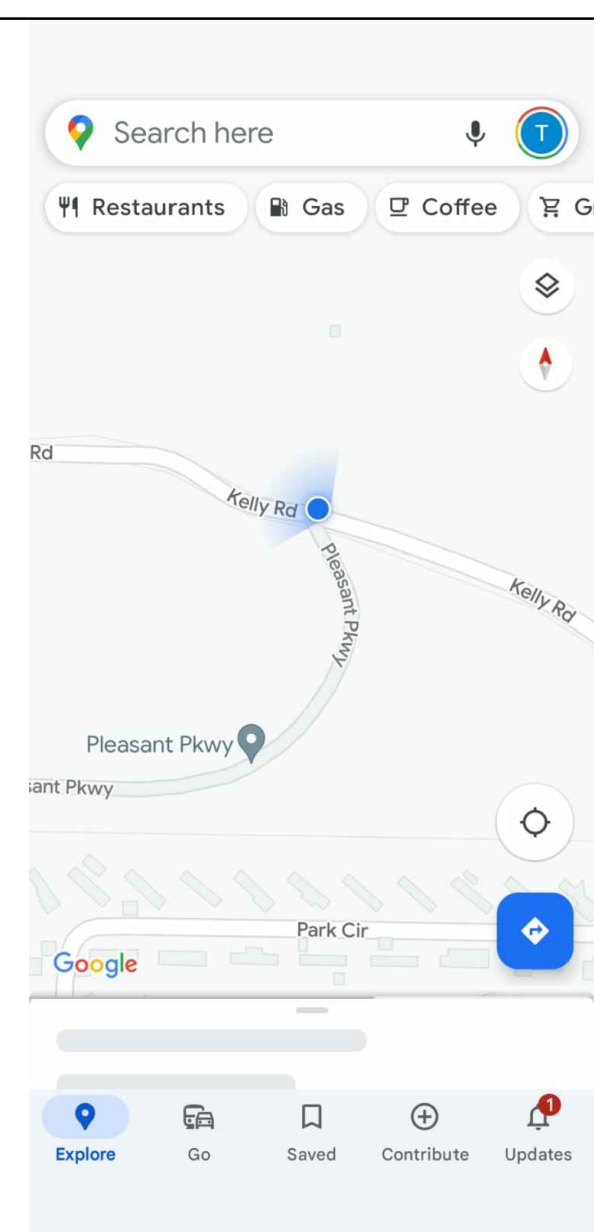 Search here
T
Restaurants
Gas
Coffee
G
Rd
Kelly Rd
Pleasant Pkwy
Kelly Rd
Pleasant Pkwy
sant Pkwy
Park Cir
Google
1
Explore
Go
Saved
Contribute
Updates